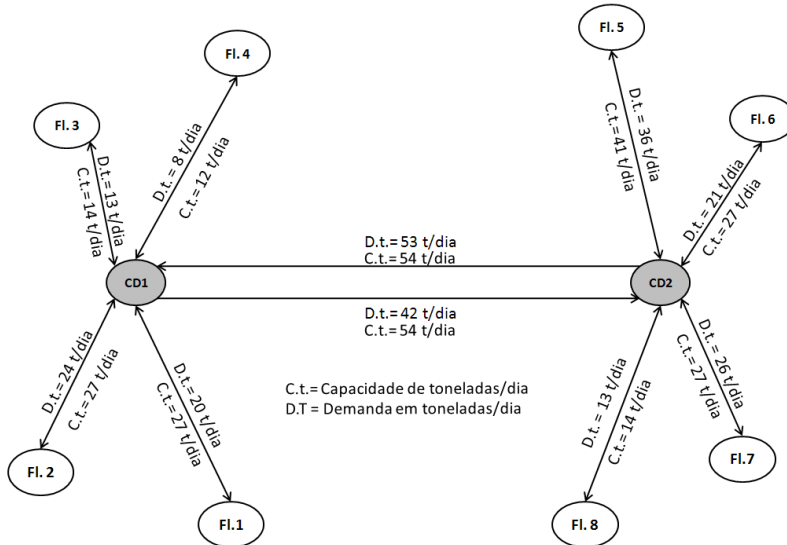 Fl. 5
Fl. 4
Fl. 3
Fl. 6
D.t. = 8 t/dia
C.t.= 12 t/dia
D.t. = 36 t/dia
C.t.= 41 t/dia
D.t.= 13 t/dia
C.t.= 14 t/dia
D.t.= 21 t/dia
C.t.= 27 t/dia
D.t.= 53 t/dia
C.t.= 54 t/dia
CD1
CD2
D.t.= 42 t/dia
C.t.= 54 t/dia
D.t.= 24 t/dia
C.t.= 27 t/dia
D.t.= 20 t/dia
C.t.= 27 t/dia
C.t.= Capacidade de toneladas/dia
D.T = Demanda em toneladas/dia
D.t. = 13 t/dia
C.t.= 14 t/dia
D.t.= 26 t/dia
C.t.= 27 t/dia
Fl. 2
Fl.7
Fl.1
Fl. 8